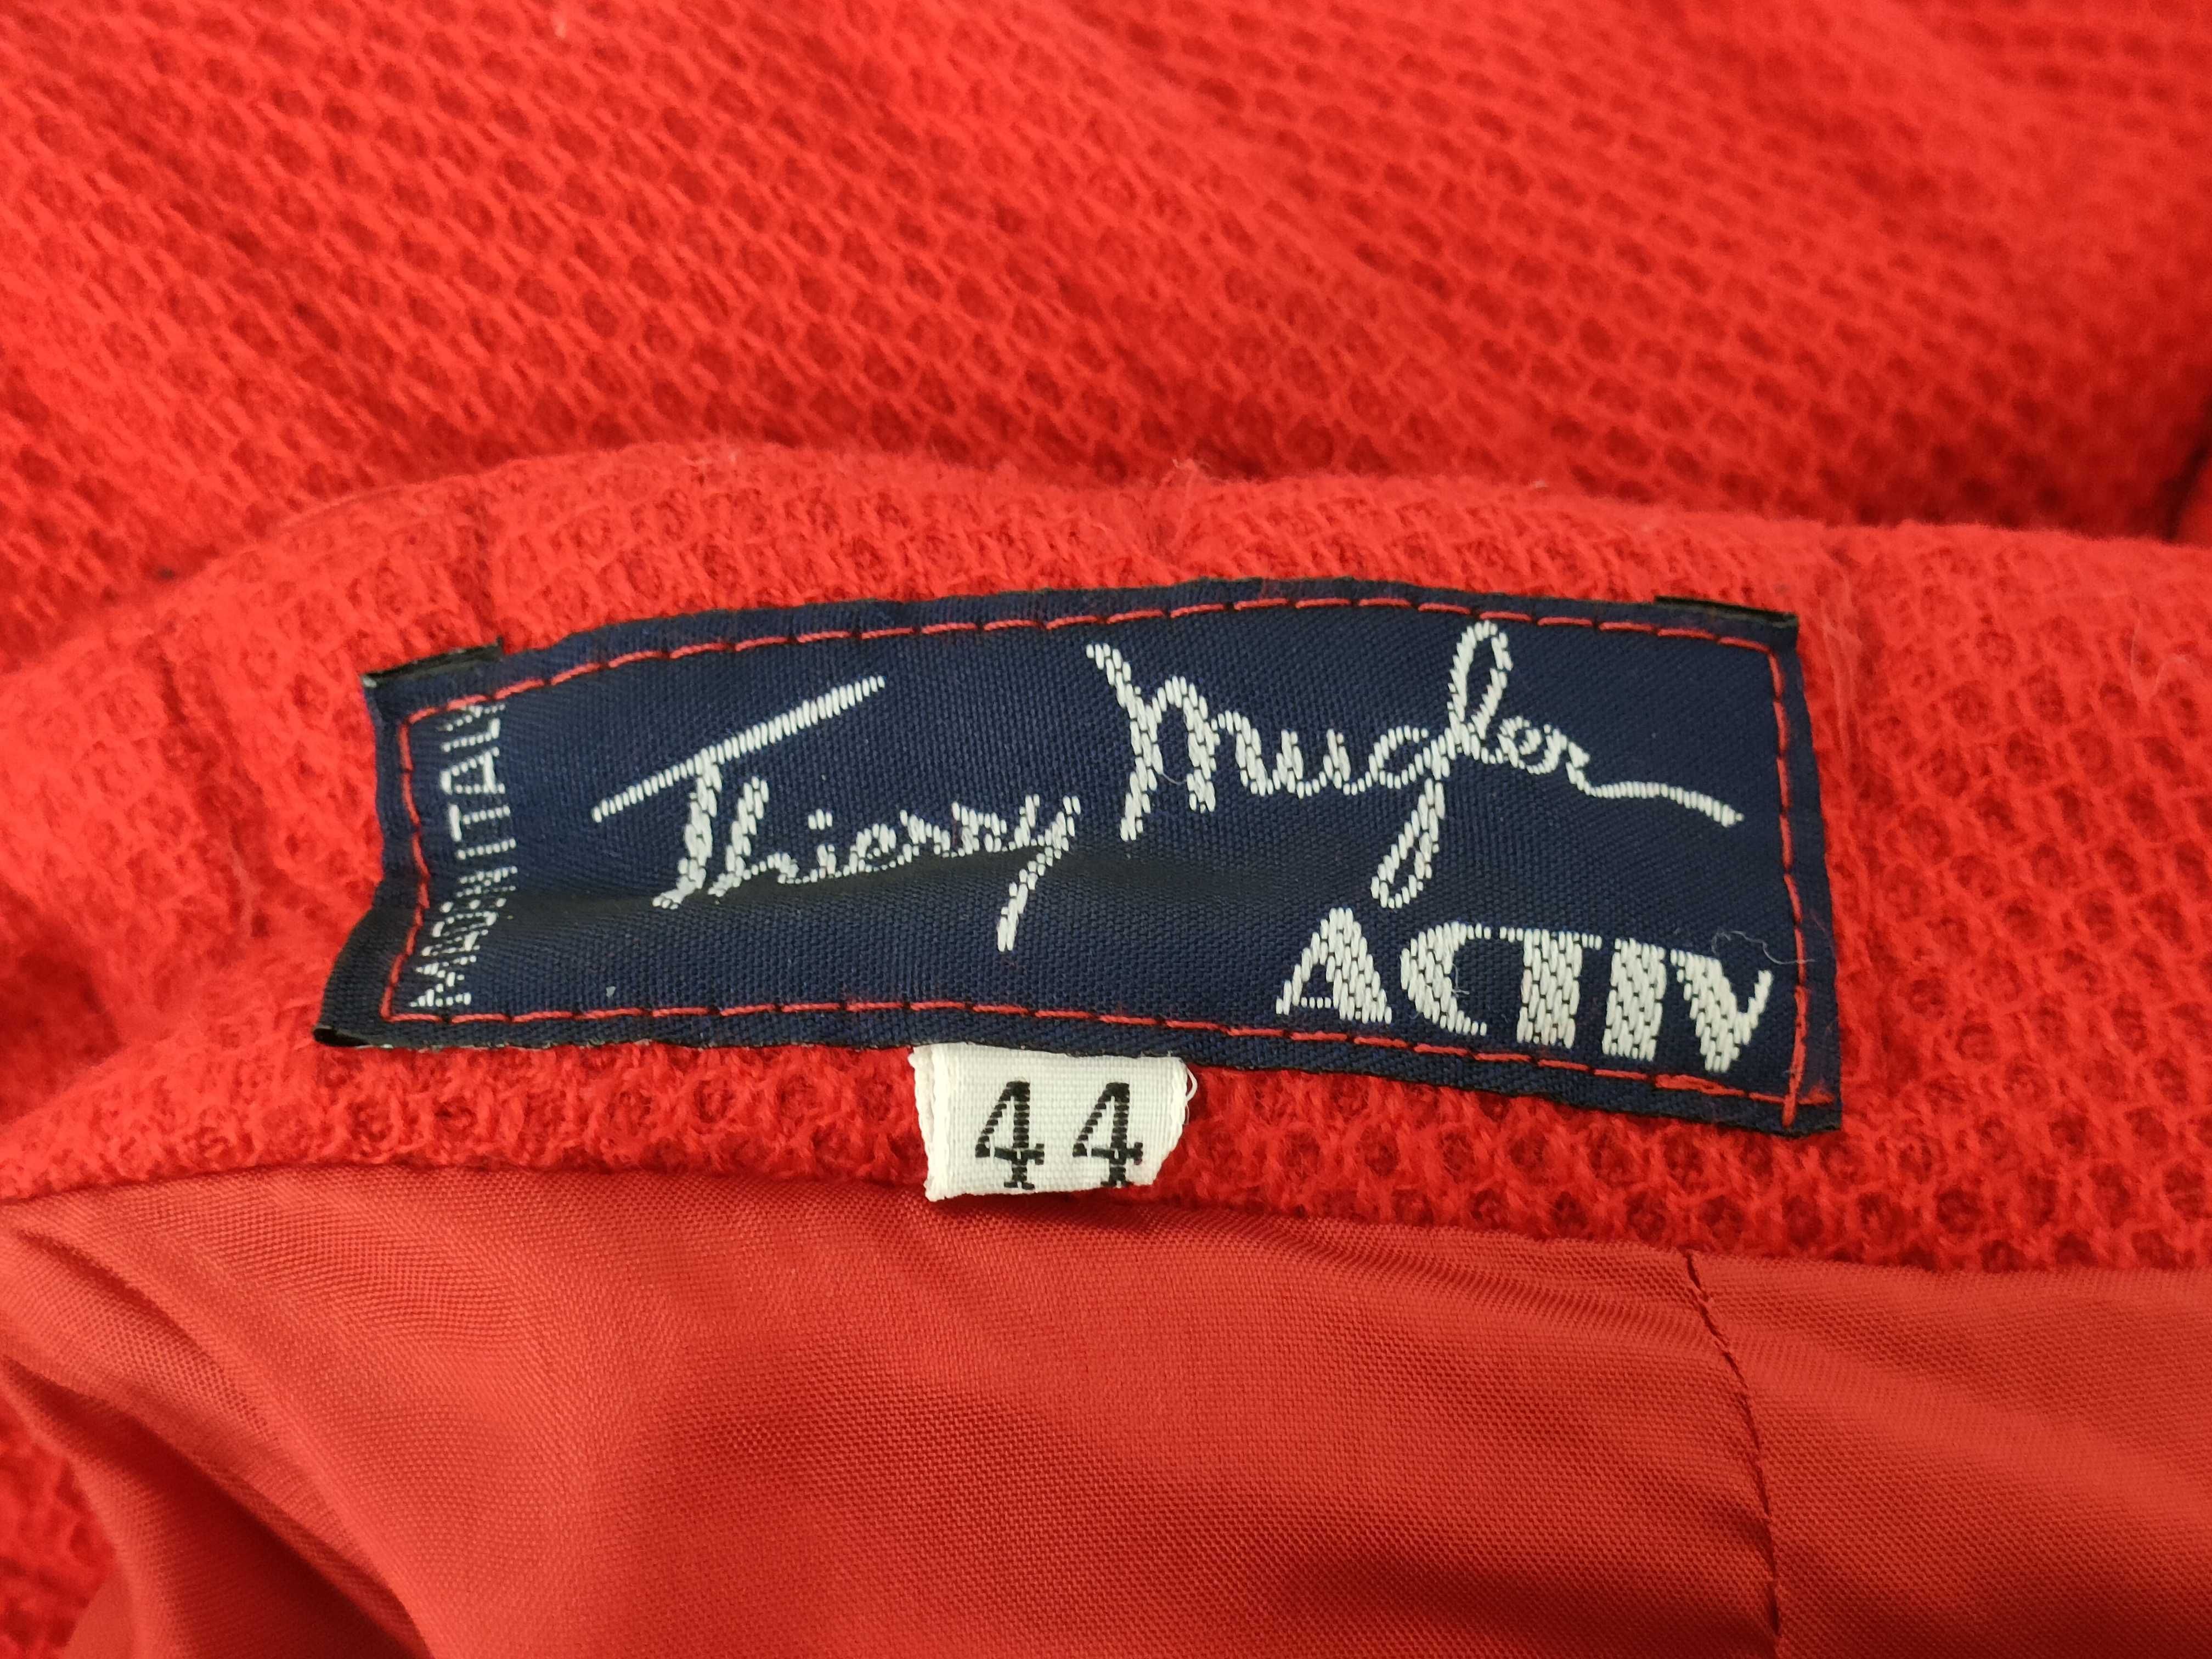 Thierry Mugler
ACTIV
MADE IN ITALY
44